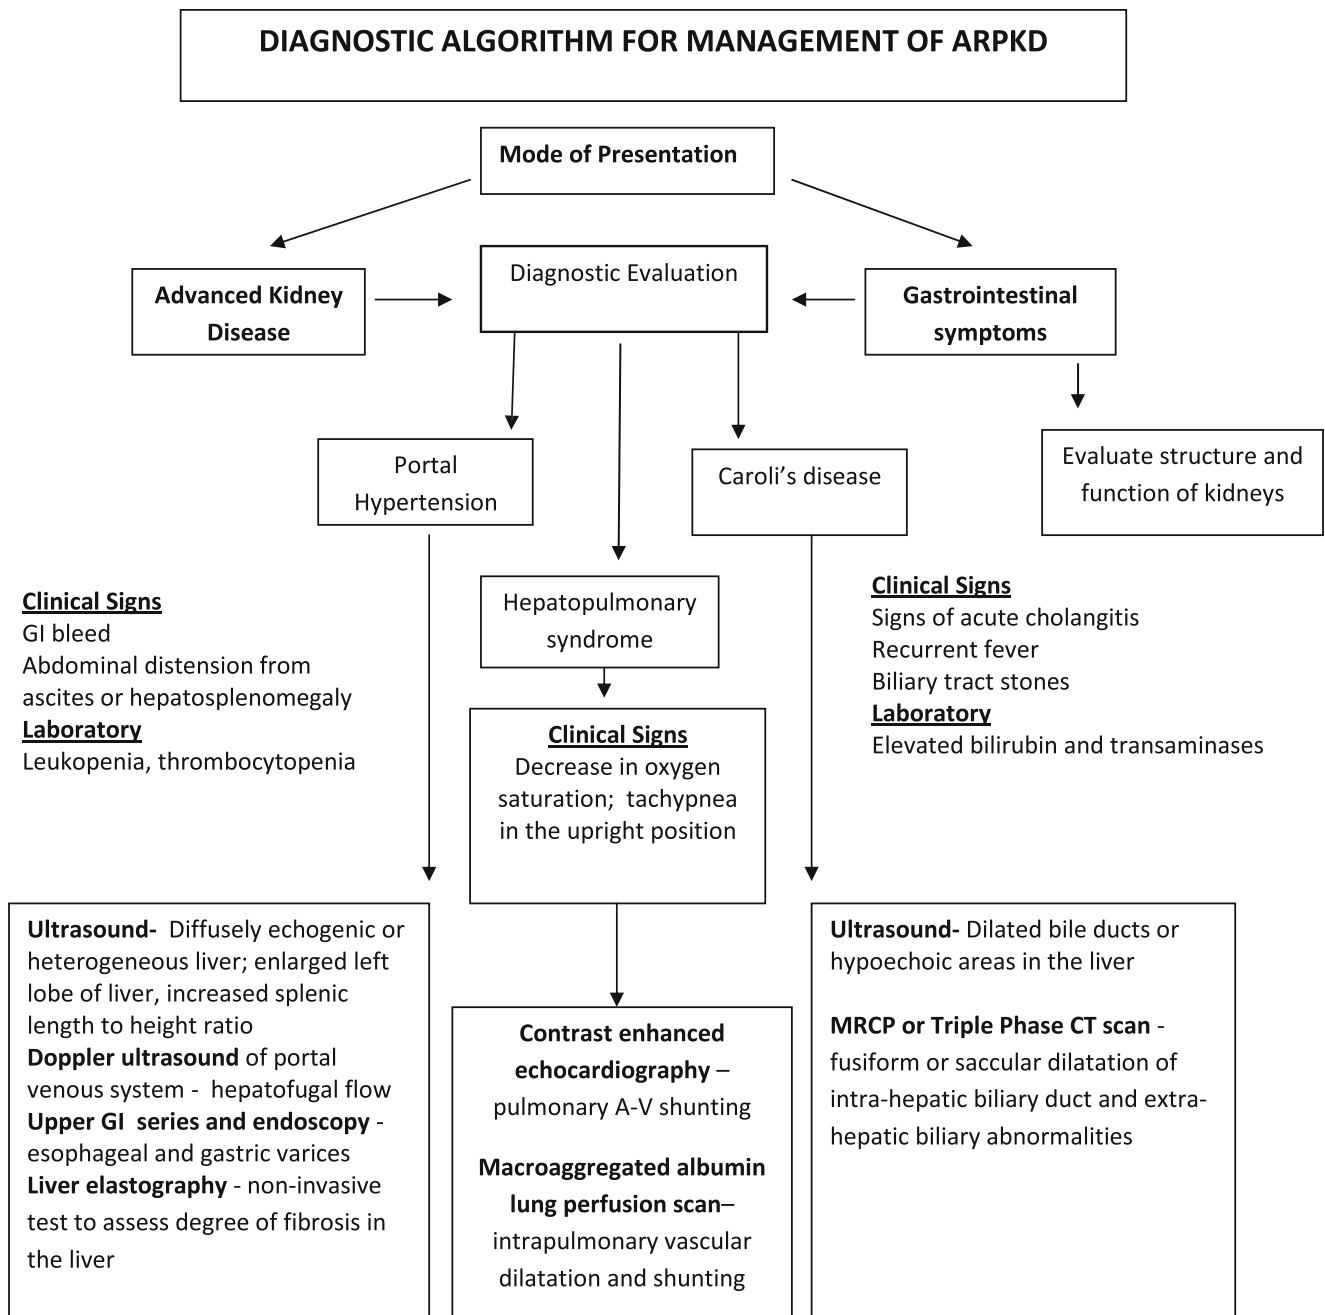 DIAGNOSTIC ALGORITHM FOR MANAGEMENT OF ARPKD
Mode of Presentation
Advanced Kidney
Disease
Diagnostic Evaluation
Gastrointestinal
symptoms
Portal
Hypertension
Caroli’s disease
Evaluate structure and
function of kidneys
Clinical Signs
GI bleed
Abdominal distension from
ascites or hepatosplenomegaly
Laboratory
Leukopenia, thrombocytopenia
Hepatopulmonary
syndrome
Clinical Signs
Decrease in oxygen
saturation;  tachypnea
in the upright position
Clinical Signs
Signs of acute cholangitis
Recurrent fever
Biliary tract stones
Laboratory
Elevated bilirubin and transaminases
Ultrasound-  Diffusely echogenic or
heterogeneous liver; enlarged left
lobe of liver, increased splenic
length to height ratio
Doppler ultrasound of portal
venous system -  hepatofugal flow
Upper GI  series and endoscopy -
esophageal and gastric varices
Liver elastography - non-invasive
test to assess degree of fibrosis in
the liver
Contrast enhanced
echocardiography –
pulmonary A-V shunting
Macroaggregated albumin
lung perfusion scan–
intrapulmonary vascular
dilatation and shunting
Ultrasound- Dilated bile ducts or
hypoechoic areas in the liver
MRCP or Triple Phase CT scan -
fusiform or saccular dilatation of
intra-hepatic biliary duct and extra-
hepatic biliary abnormalities